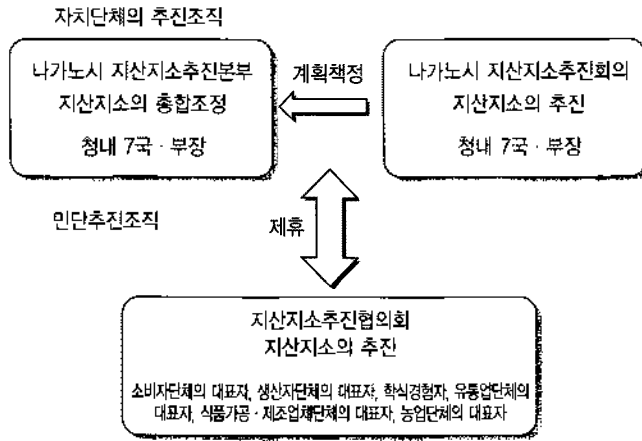 자치단체의 추진조직
나가노시 지산지소추진본부
지산지소의 총합조정
청내 7국·부장
계획책정
나가노시 지산지소추진회의
지산지소의 추진
청내 7국·부장
민단추진조직
제휴
지산지소추진협의회
지산지소의 추진
소비자단체의 대표자, 생산자단체의 대표자, 학식경험자, 유통업단체의
대표자, 식품가공·제조업체단체의 대표자, 농업단체의 대표자